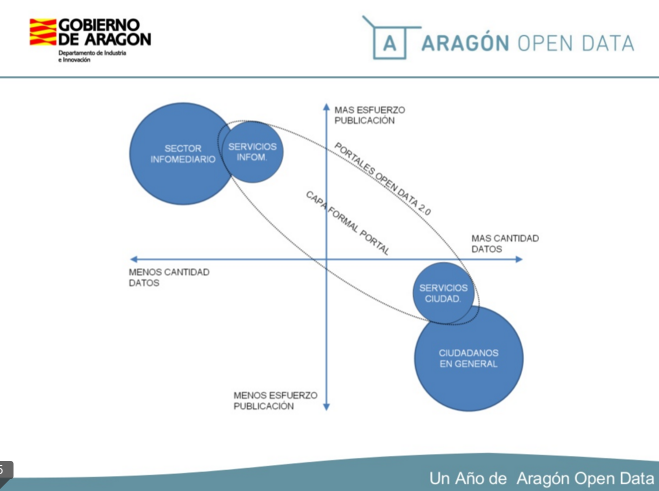 GOBIERNO
DE ARAGON
Departamento de Industria
e Innovación
A
ARAGÓN OPEN DATA
MAS ESFUERZO
PUBLICACIÓN
SECTOR
INFOMEDIARIO
SERVICIOS
INFOM.
PORTALES OPEN DATA 2.0
CAPA FORMAL PORTAL
MAS CANTIDAD
DATOS
MENOS CANTIDAD
DATOS
SERVICIOS
CIUDAD.
CIUDADANOS
EN GENERAL
MENOS ESFUERZO
PUBLICACIÓN
Un Año de Aragón Open Data